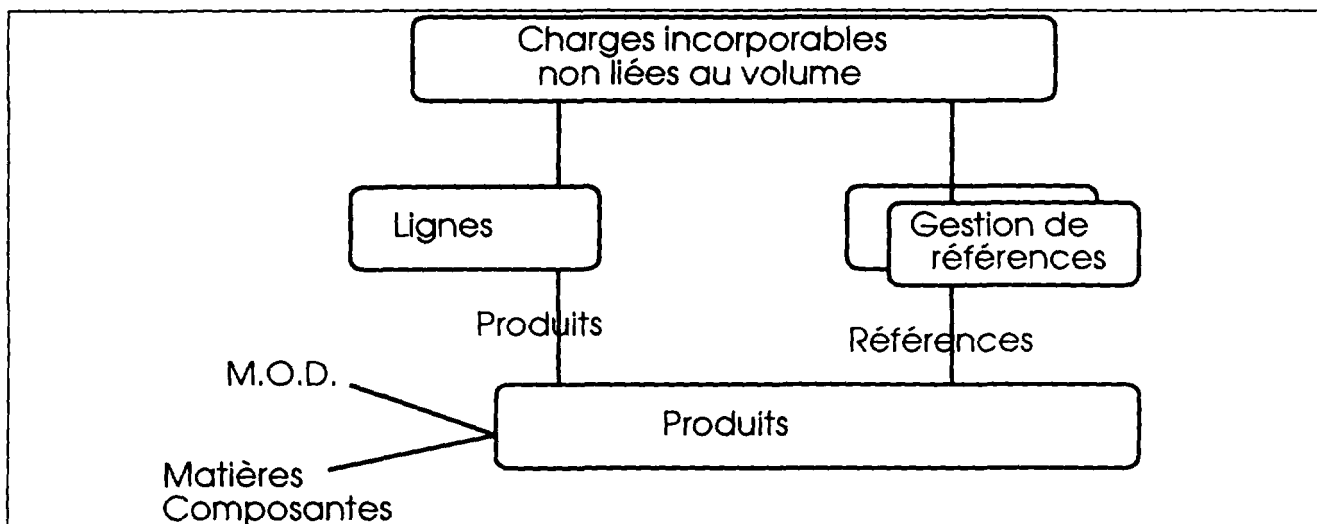 Charges incorporables
non liées au volume
Lignes
Gestion de
références
Produits
Références
M.O.D.
Produits
Matières
Composantes